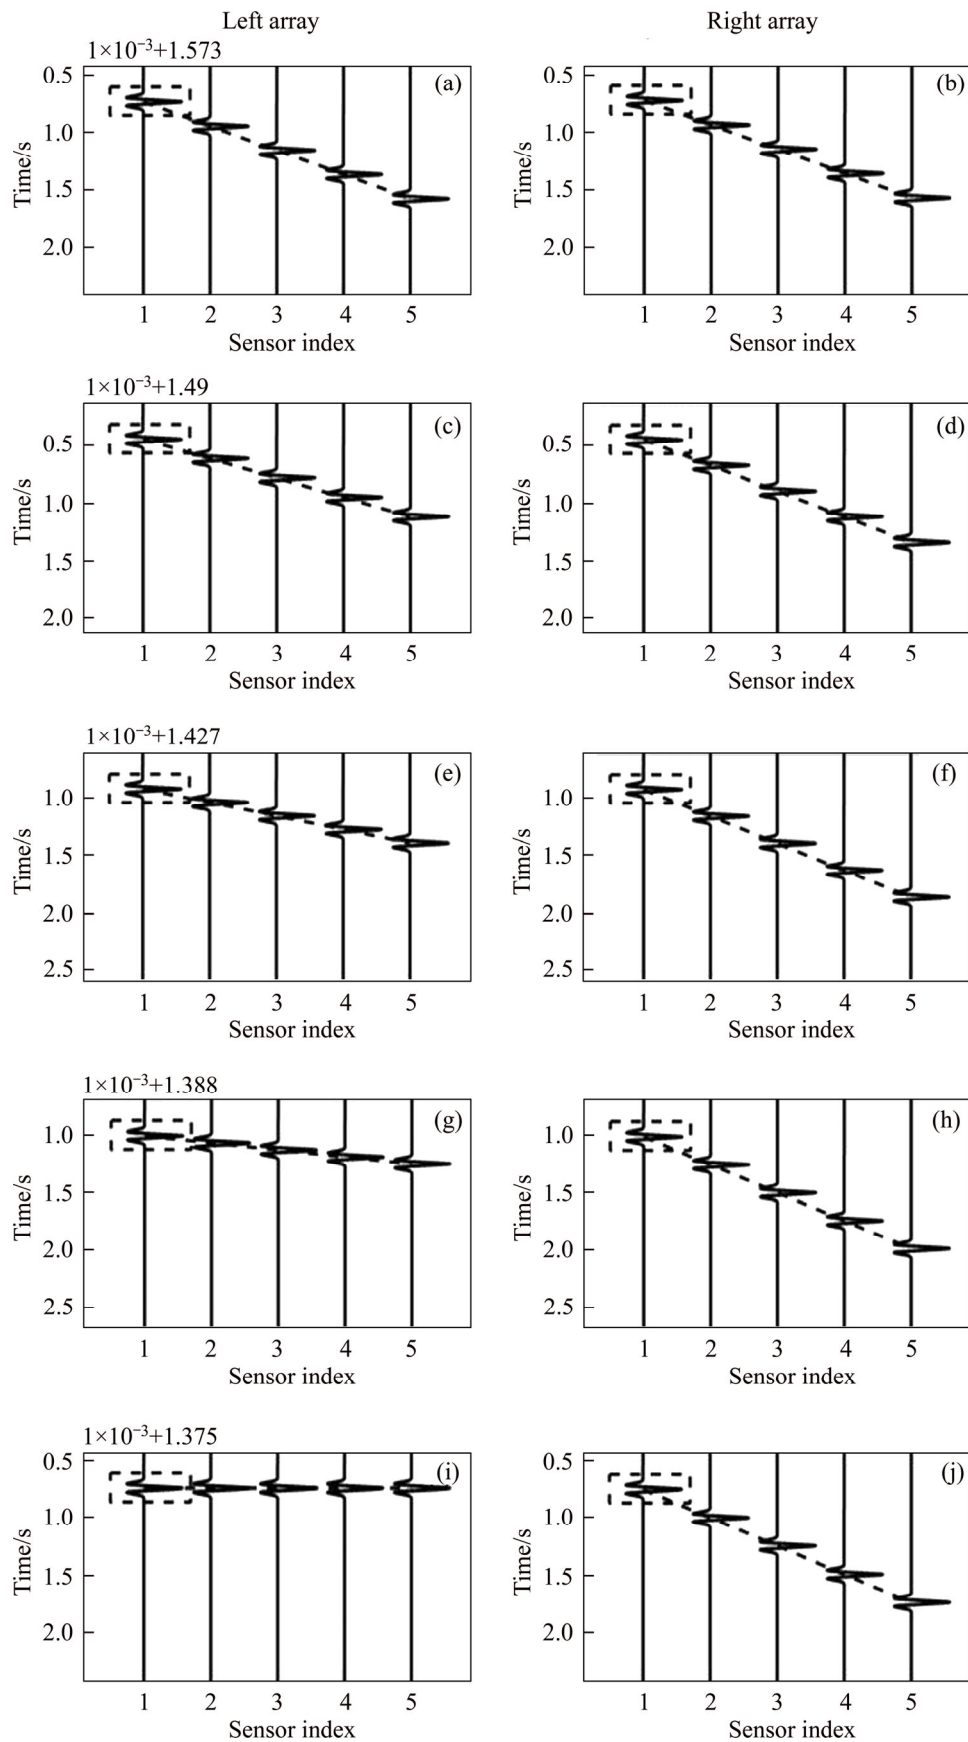 Left array Right array
1×10⁻³+1.573
(a) (b)
0.5 0.5
1.0 1.0
1.5 1.5
2.0 2.0
Time/s Time/s
1 2 3 4 5 1 2 3 4 5
Sensor index Sensor index
1×10⁻³+1.49
(c) (d)
0.5 0.5
1.0 1.0
1.5 1.5
2.0 2.0
Time/s Time/s
1 2 3 4 5 1 2 3 4 5
Sensor index Sensor index
1×10⁻³+1.427
(e) (f)
1.0 1.0
1.5 1.5
2.0 2.0
2.5 2.5
Time/s Time/s
1 2 3 4 5 1 2 3 4 5
Sensor index Sensor index
1×10⁻³+1.388
(g) (h)
1.0 1.0
1.5 1.5
2.0 2.0
2.5 2.5
Time/s Time/s
1 2 3 4 5 1 2 3 4 5
Sensor index Sensor index
1×10⁻³+1.375
(i) (j)
0.5 0.5
1.0 1.0
1.5 1.5
2.0 2.0
Time/s Time/s
1 2 3 4 5 1 2 3 4 5
Sensor index Sensor index